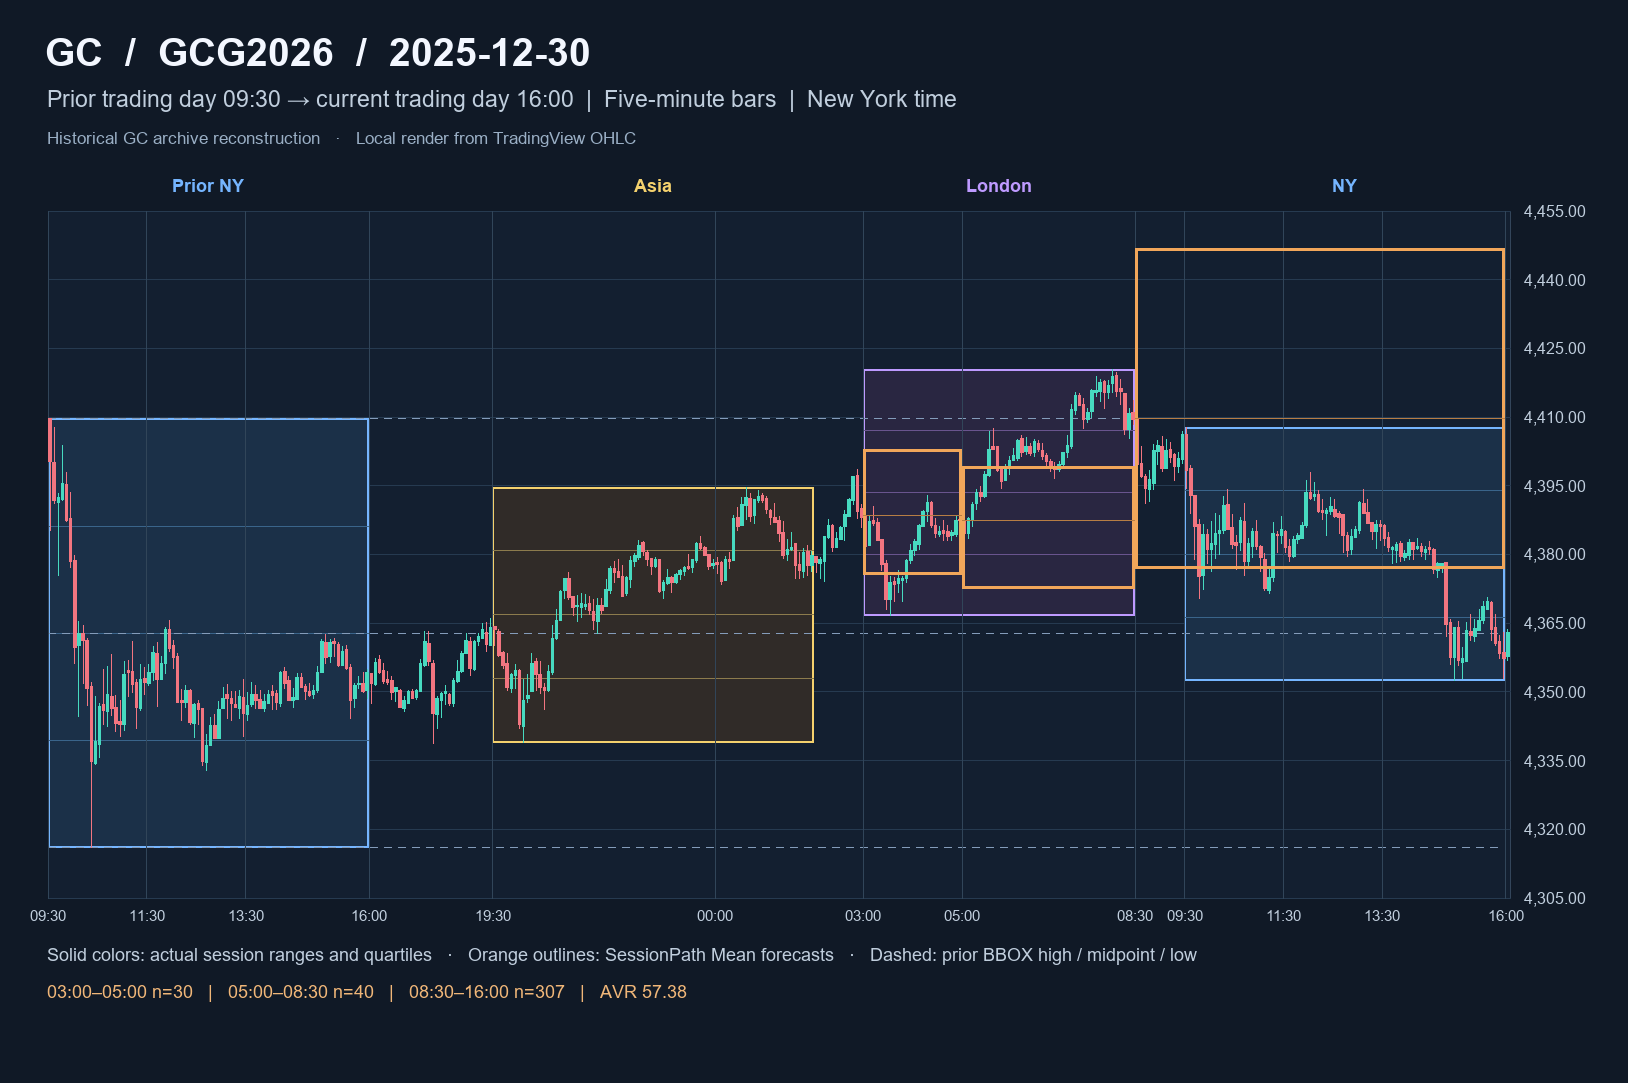 GC / GCG2026 / 2025-12-30
Prior trading day 09:30 → current trading day 16:00 | Five-minute bars | New York time
Historical GC archive reconstruction · Local render from TradingView OHLC
Prior NY Asia London NY
4,455.00
4,440.00
4,425.00
4,410.00
4,395.00
4,380.00
4,365.00
4,350.00
4,335.00
4,320.00
4,305.00
09:30 11:30 13:30 16:00 19:30 00:00 03:00 05:00 08:30 09:30 11:30 13:30 16:00
Solid colors: actual session ranges and quartiles · Orange outlines: SessionPath Mean forecasts · Dashed: prior BBOX high / midpoint / low
03:00–05:00 n=30 | 05:00–08:30 n=40 | 08:30–16:00 n=307 | AVR 57.38